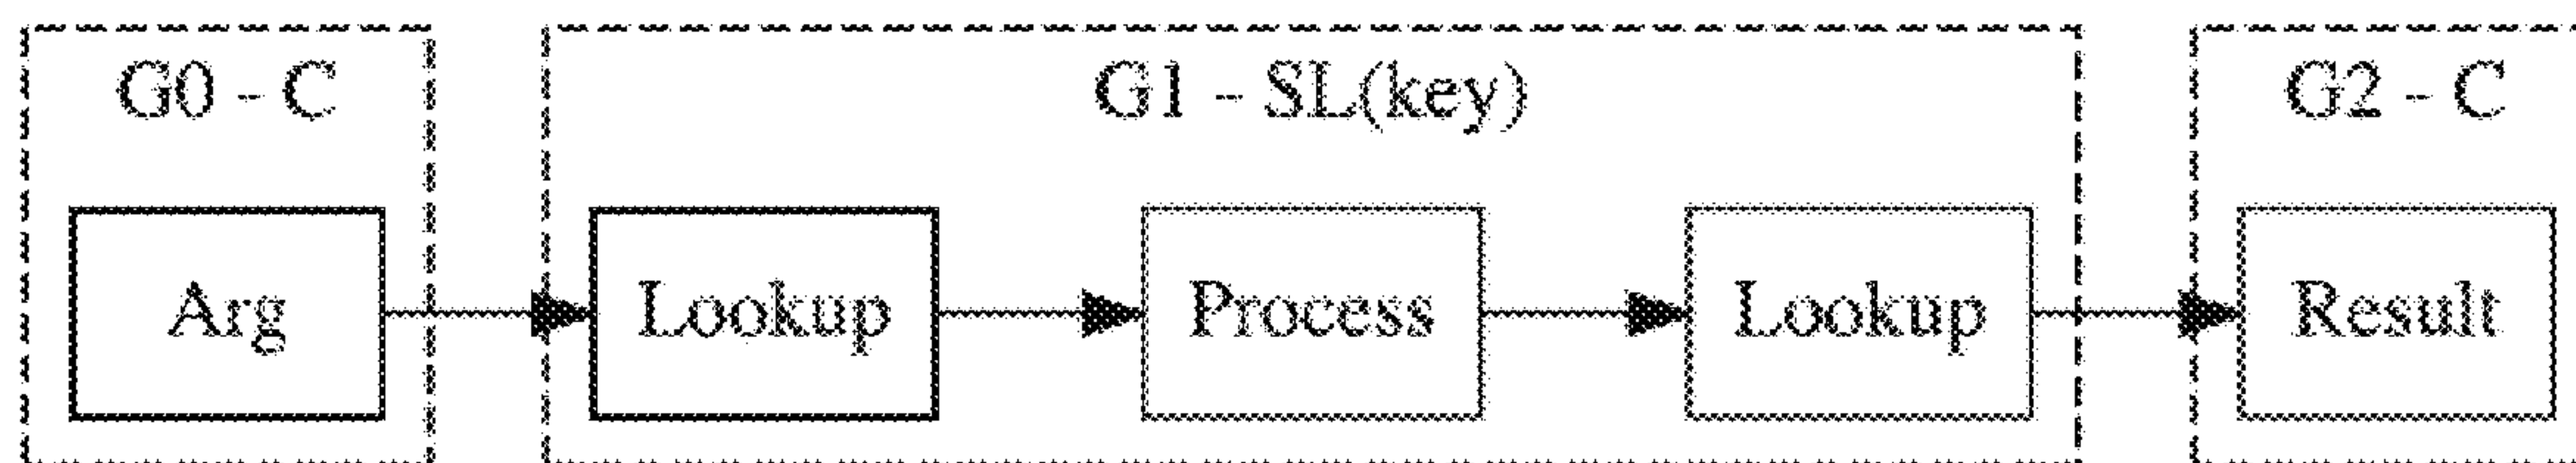 G0 - C
G1 - SL(key)
G2 - C
Arg
Lookup
Process
Lookup
Result